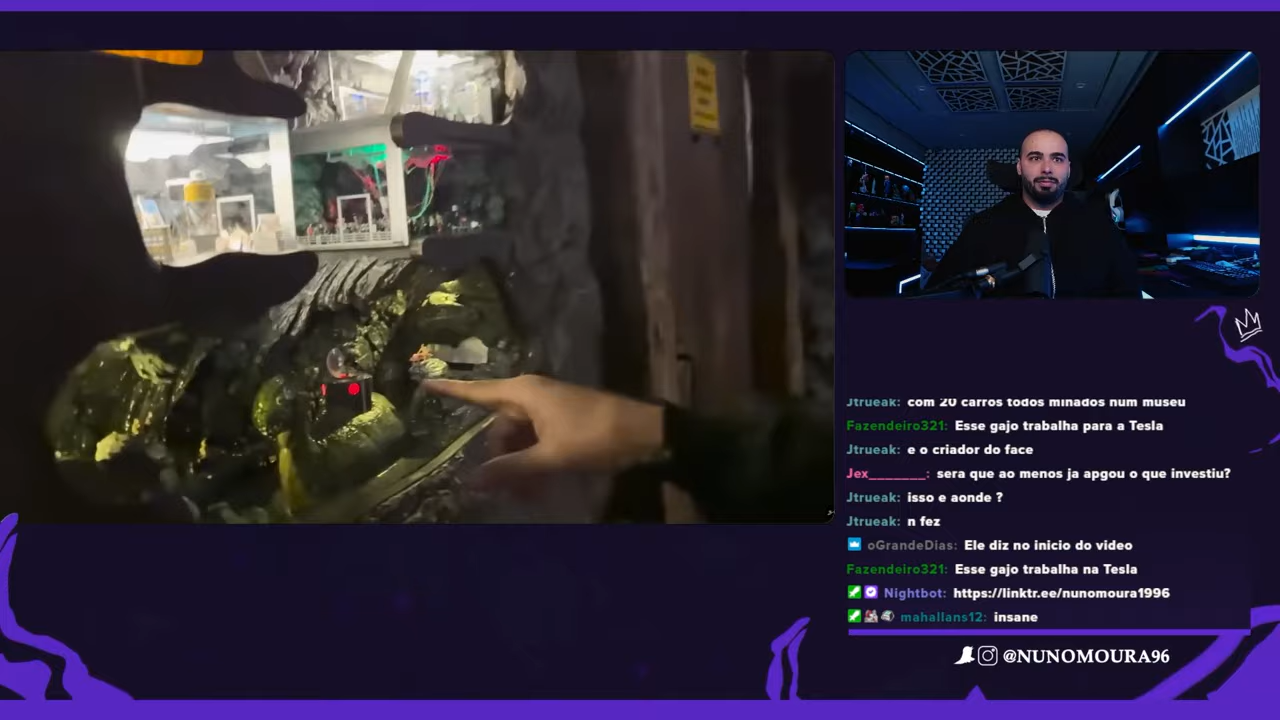 Jtrueak: com 20 carros todos minados num museu
Fazendeiro321: Esse gajo trabalha para a Tesla
Jtrueak: e o criador do face
Jex_______: sera que ao menos ja apgou o que investiu?
Jtrueak: isso e aonde ?
Jtrueak: n fez
oGrandeDias: Ele diz no inicio do video
Fazendeiro321: Esse gajo trabalha na Tesla
Nightbot: https://linktr.ee/nunomoura1996
mahallans12: insane
@NUNOMOURA96